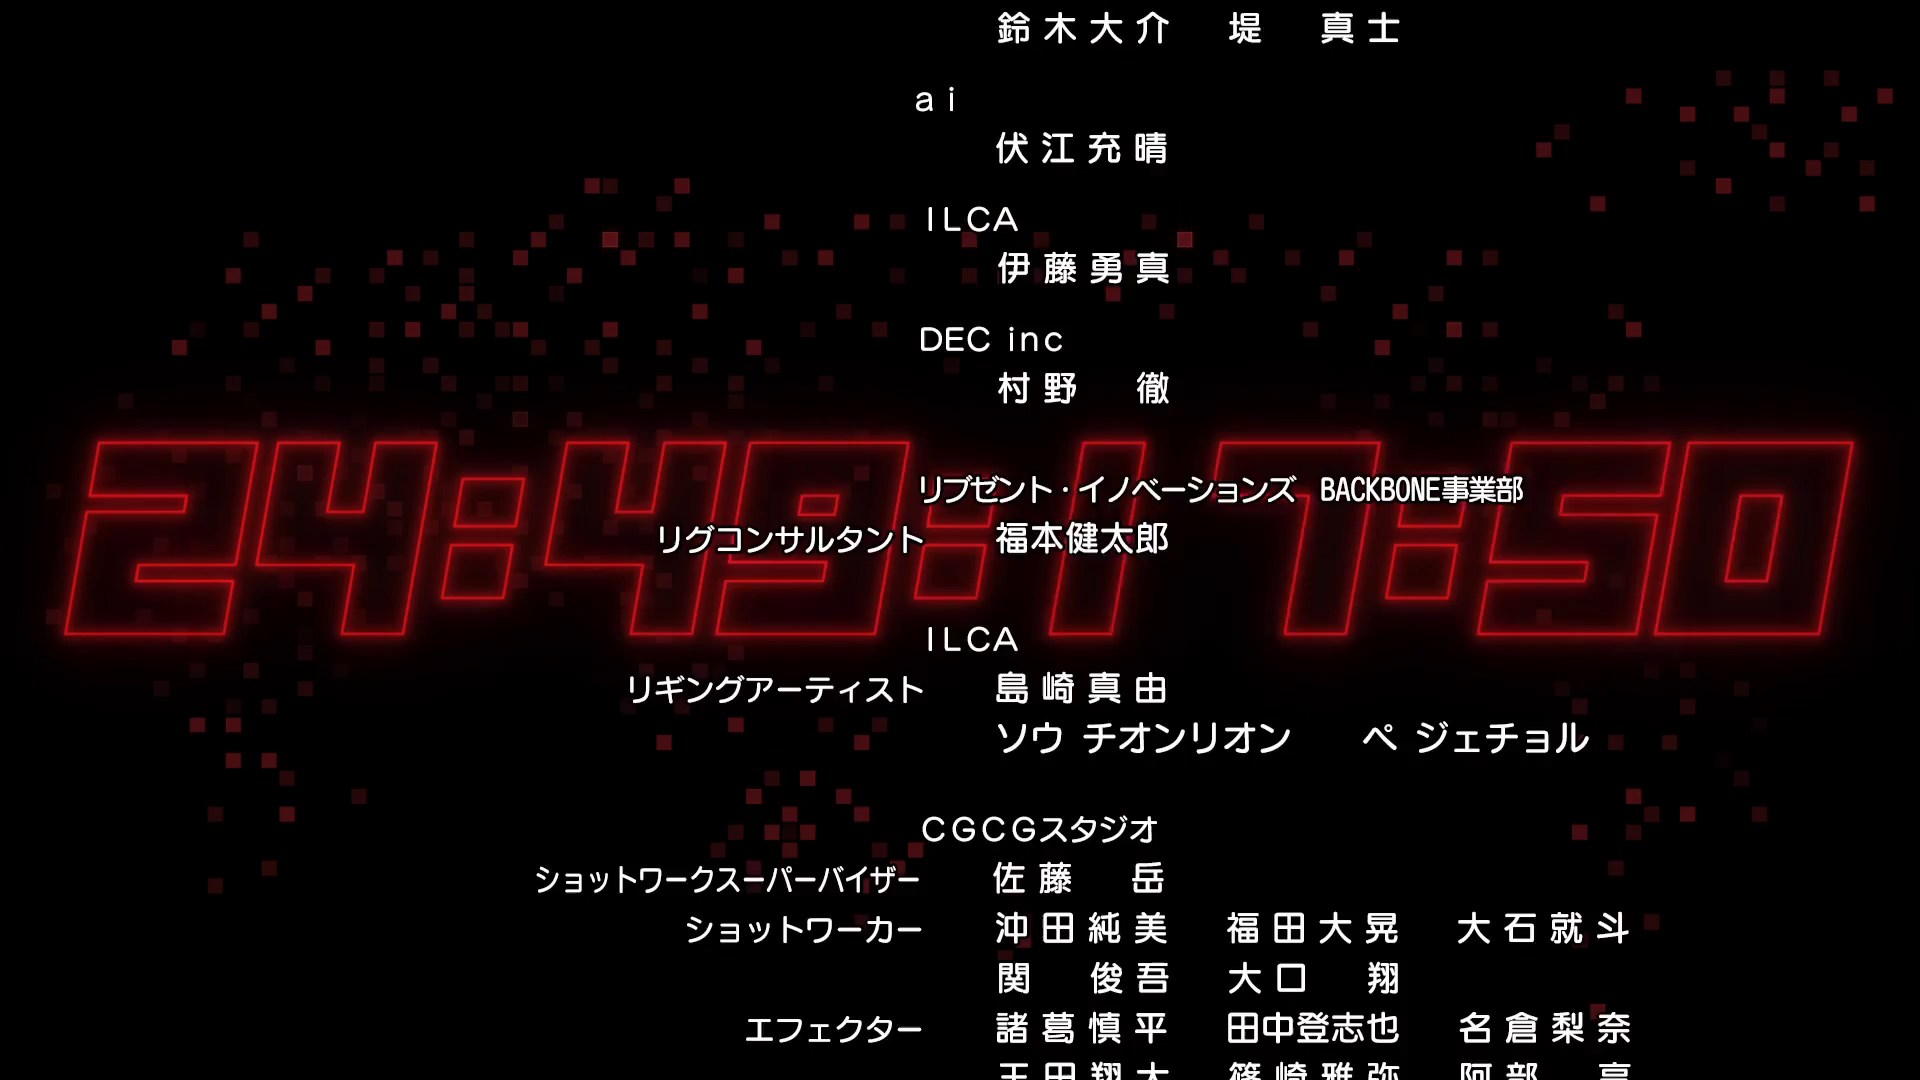 鈴木大介 堤 真士
ai
伏江充晴
ILCA
伊藤勇真
DEC inc
村野 徹
24:49:17:50
リブゼント・イノベーションズ BACKBONE事業部
リグコンサルタント 福本健太郎
ILCA
リギングアーティスト 島崎真由
ソウ チオンリオン ペ ジェチョル
CGCGスタジオ
ショットワークスーパーバイザー 佐藤 岳
ショットワーカー 沖田純美 福田大晃 大石就斗
関 俊吾 大口 翔
エフェクター 諸葛慎平 田中登志也 名倉梨奈
篠崎雅弥 阿部